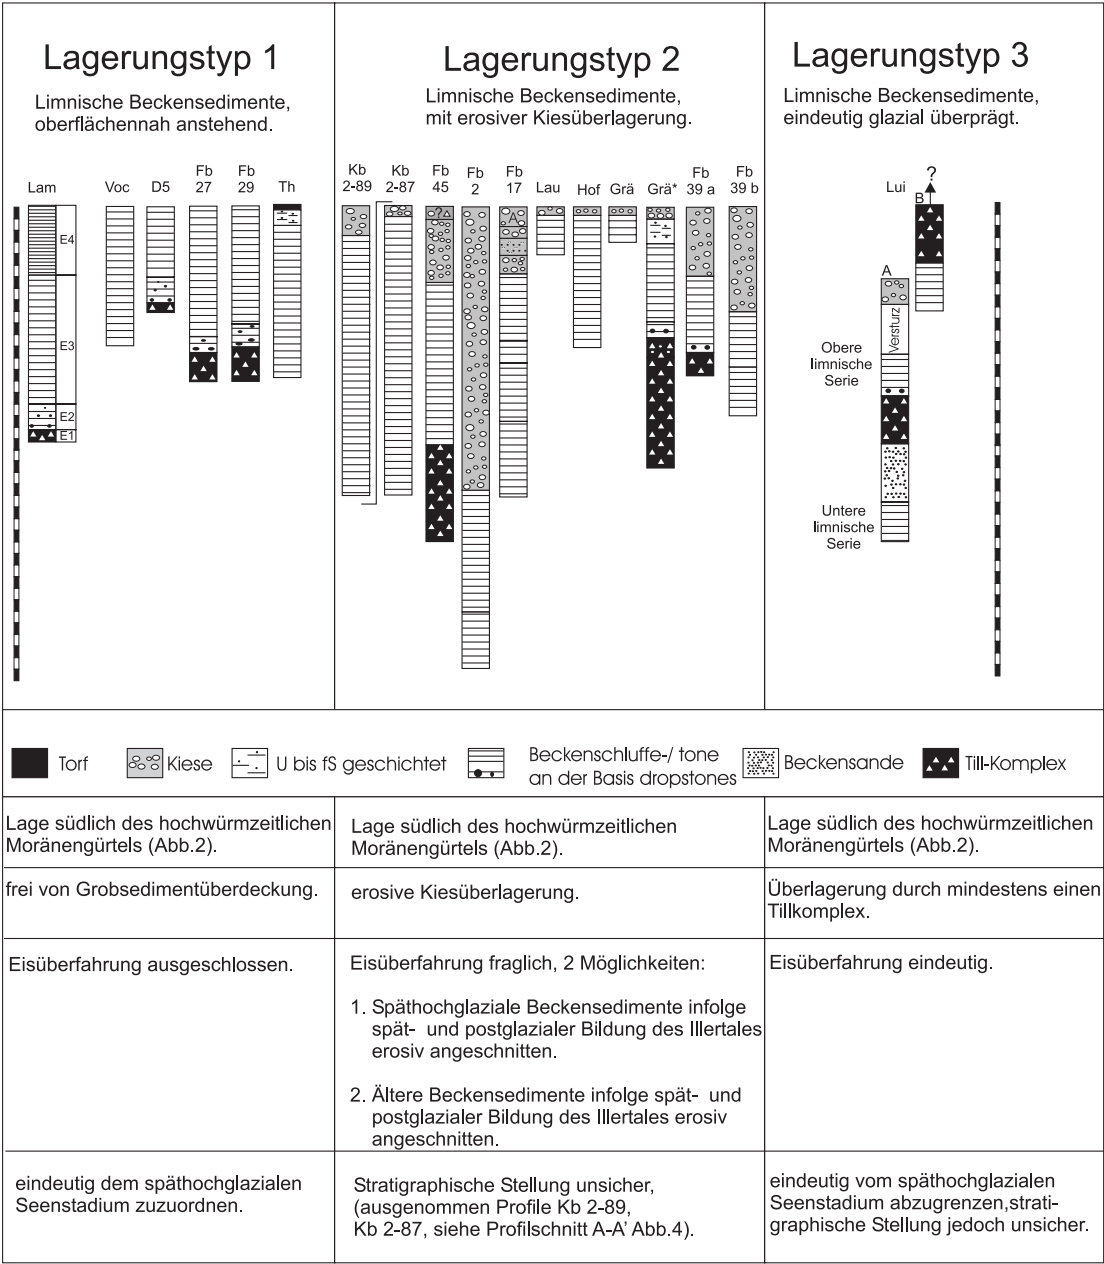 Lagerungstyp 1
Limnische Beckensedimente,
oberflächennah anstehend.
Lam
Voc
D5
Fb
27
Fb
29
Th
E4
E3
E2
E1
Lagerungstyp 2
Limnische Beckensedimente,
mit erosiver Kiesüberlagerung.
Kb
2-89
Kb
2-87
Fb
45
Fb
2
Fb
17
Lau
Hof
Grä
Grä*
Fb
39 a
Fb
39 b
?
A
Lagerungstyp 3
Limnische Beckensedimente,
eindeutig glazial überprägt.
Lui
?
B
A
Versturz
Obere
limnische
Serie
Untere
limnische
Serie
Torf
Kiese
U bis fS geschichtet
Beckenschluffe-/ tone
an der Basis dropstones
Beckensande
Till-Komplex
Lage südlich des hochwürmzeitlichen
Moränengürtels (Abb.2).
Lage südlich des hochwürmzeitlichen
Moränengürtels (Abb.2).
Lage südlich des hochwürmzeitlichen
Moränengürtels (Abb.2).
frei von Grobsedimentüberdeckung.
erosive Kiesüberlagerung.
Überlagerung durch mindestens einen
Tillkomplex.
Eisüberfahrung ausgeschlossen.
Eisüberfahrung fraglich, 2 Möglichkeiten:
1. Späthochglaziale Beckensedimente infolge
spät- und postglazialer Bildung des Illertales
erosiv angeschnitten.
2. Ältere Beckensedimente infolge spät- und
postglazialer Bildung des Illertales erosiv
angeschnitten.
Eisüberfahrung eindeutig.
eindeutig dem späthochglazialen
Seenstadium zuzuordnen.
Stratigraphische Stellung unsicher,
(ausgenommen Profile Kb 2-89,
Kb 2-87, siehe Profilschnitt A-A' Abb.4).
eindeutig vom späthochglazialen
Seenstadium abzugrenzen,strati-
graphische Stellung jedoch unsicher.